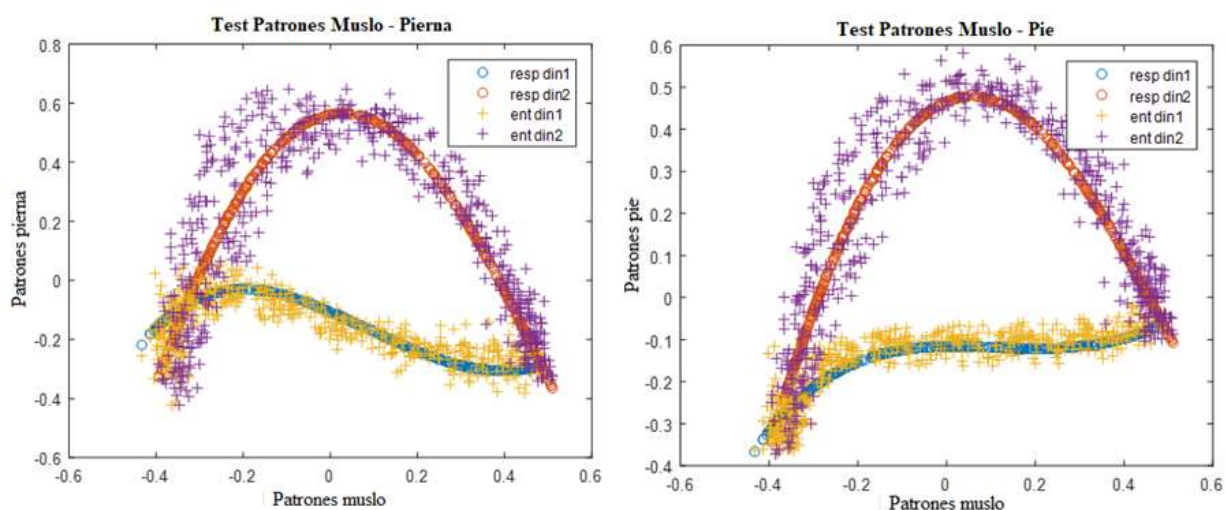 Test Patrones Muslo - Pierna
0.8
0.6
0.4
0.2
0
-0.2
-0.4
-0.6
Patrones pierna
resp din1
resp din2
ent din1
ent din2
-0.6 -0.4 -0.2 0 0.2 0.4 0.6
Patrones muslo
Test Patrones Muslo - Pie
0.6
0.5
0.4
0.3
0.2
0.1
0
-0.1
-0.2
-0.3
-0.4
Patrones pie
resp din1
resp din2
ent din1
ent din2
-0.6 -0.4 -0.2 0 0.2 0.4 0.6
Patrones muslo